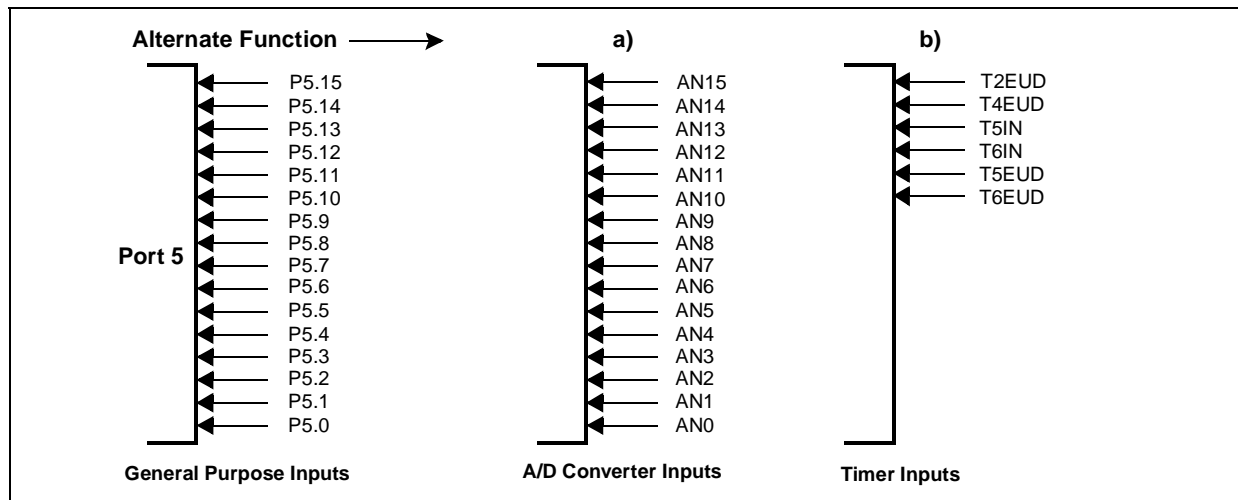 Alternate Function a) b)
P5.15 AN15 T2EUD
P5.14 AN14 T4EUD
P5.13 AN13 T5IN
P5.12 AN12 T6IN
P5.11 AN11 T5EUD
P5.10 AN10 T6EUD
P5.9 AN9
P5.8 AN8
Port 5
P5.7 AN7
P5.6 AN6
P5.5 AN5
P5.4 AN4
P5.3 AN3
P5.2 AN2
P5.1 AN1
P5.0 AN0
General Purpose Inputs A/D Converter Inputs Timer Inputs